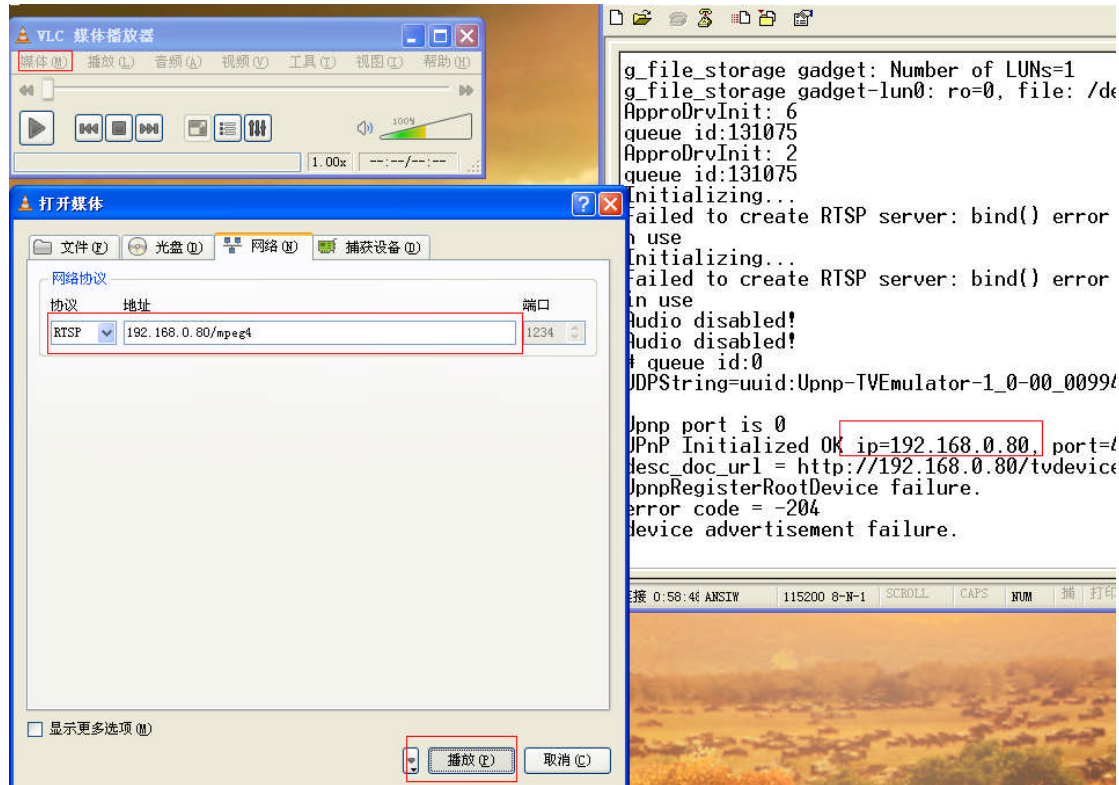 VLC 媒体播放器
媒体(M) 播放(L) 音频(A) 视频(V) 工具(T) 视图(I) 帮助(H)
100%
1.00x --:--/--:--
打开媒体
文件(F) 光盘(D) 网络(N) 捕获设备(D)
网络协议
协议 地址 端口
RTSP 192.168.0.80/mpeg4 1234
显示更多选项(M)
播放(P) 取消(C)
g_file_storage gadget: Number of LUNs=1
g_file_storage gadget-lun0: ro=0, file: /de
ApproDrvInit: 6
queue id:131075
ApproDrvInit: 2
queue id:131075
Initializing...
Failed to create RTSP server: bind() error
n use
Initializing...
Failed to create RTSP server: bind() error
in use
Audio disabled!
Audio disabled!
# queue id:0
UDPString=uuid:Upnp-TVEmulator-1_0-00_00994
Upnp port is 0
UPnP Initialized OK ip=192.168.0.80, port=4
desc_doc_url = http://192.168.0.80/tvdevice
UpnpRegisterRootDevice failure.
error code = -204
device advertisement failure.
接 0:58:48 ANSIW 115200 8-N-1 SCROLL CAPS NUM 捕 打印